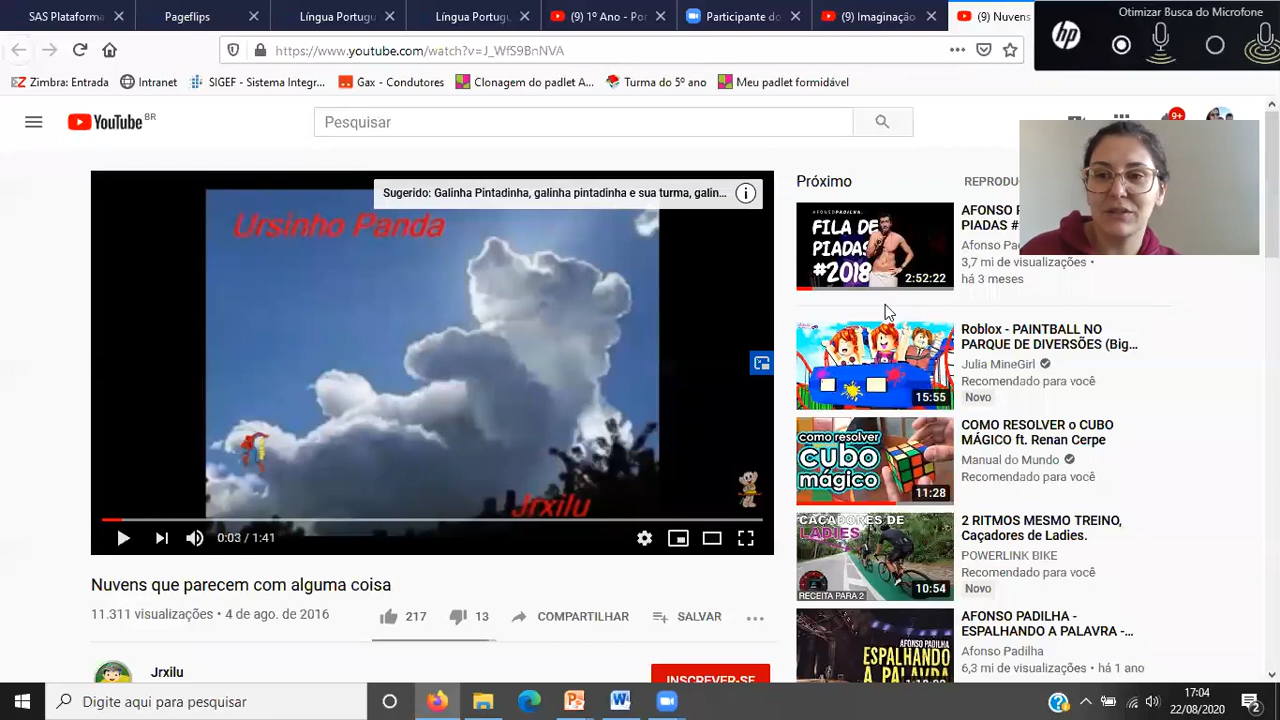 SAS Plataforma
Pageflips
Língua Portugu
Língua Portugu
(9) 1º Ano - Por
Participante do
(9) Imaginação
(9) Nuvens
Otimizar Busca do Microfone
hp
https://www.youtube.com/watch?v=J_WfS9BnNVA
Zimbra: Entrada
Intranet
SIGEF - Sistema Integr...
Gax - Condutores
Clonagem do padlet A...
Turma do 5º ano
Meu padlet formidável
YouTube BR
Pesquisar
9+
Sugerido: Galinha Pintadinha, galinha pintadinha e sua turma, galin...
Ursinho Panda
Jrxilu
0:03 / 1:41
Nuvens que parecem com alguma coisa
11.311 visualizações • 4 de ago. de 2016
217
13
COMPARTILHAR
SALVAR
Jrxilu
INSCREVER-SE
Próximo
AFONSOPADILHA.
FILA DE
PIADAS
#2018
2:52:22
PIADAS #
3,7 mi de visualizações •
há 3 meses
15:55
Roblox - PAINTBALL NO
PARQUE DE DIVERSÕES (Big...
Julia MineGirl
Recomendado para você
Novo
como resolver
cubo
mágico
11:28
COMO RESOLVER o CUBO
MÁGICO ft. Renan Cerpe
Manual do Mundo
Recomendado para você
CAÇADORES DE
LADIES
RECEITA PARA 2
10:54
2 RITMOS MESMO TREINO,
Caçadores de Ladies.
POWERLINK BIKE
Recomendado para você
Novo
AFONSO PADILHA
ESPALHANDO
A PALAVRA
AFONSO PADILHA -
ESPALHANDO A PALAVRA -...
Afonso Padilha
6,3 mi de visualizações • há 1 ano
Digite aqui para pesquisar
17:04
22/08/2020
2